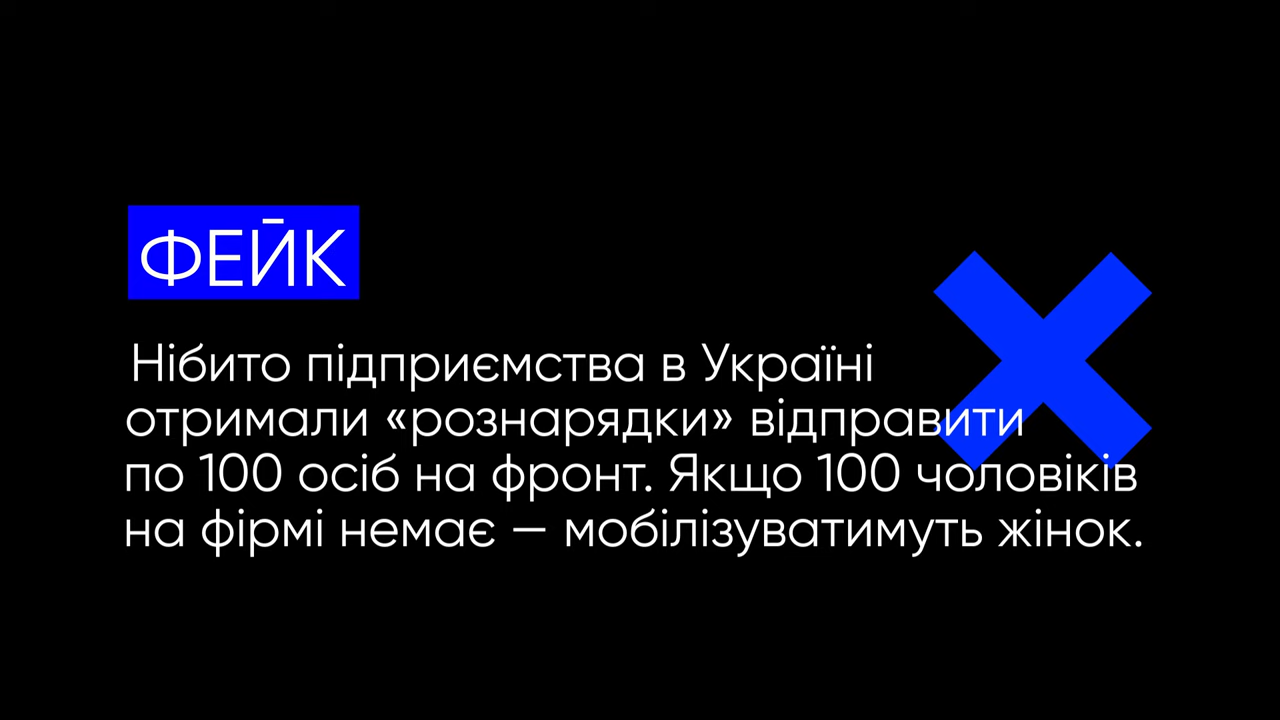 ФЕЙК
Нібито підприємства в Україні
отримали «рознарядки» відправити
по 100 осіб на фронт. Якщо 100 чоловіків
на фірмі немає — мобілізуватимуть жінок.